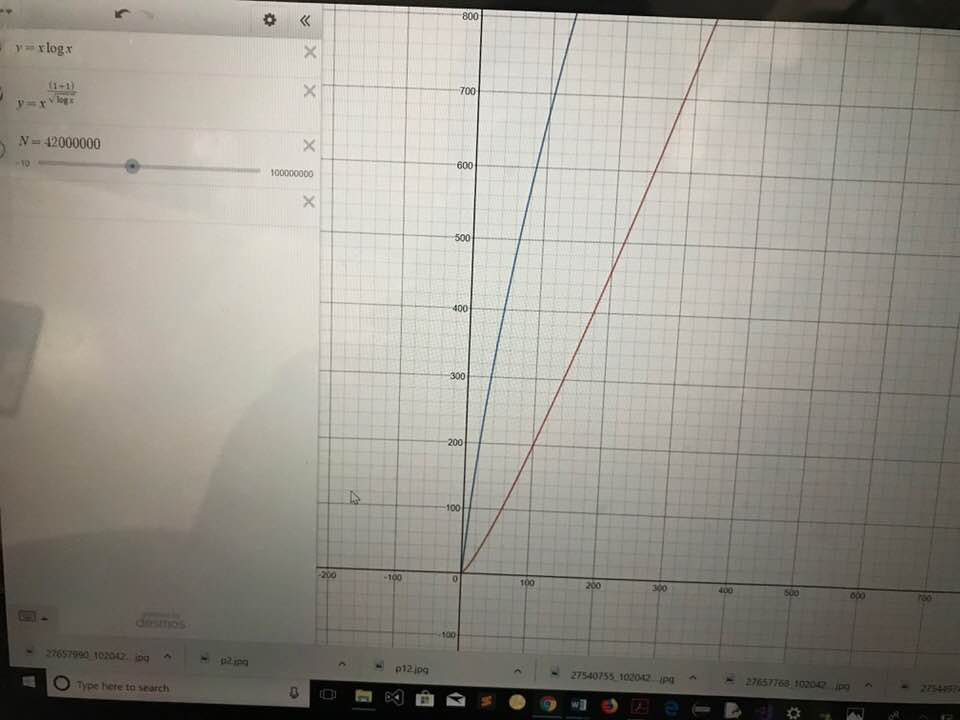 y = x log x
y = x^{\frac{(1+1)}{\sqrt{\log x}}}
N = 42000000
-10
100000000
800
700
600
500
400
300
200
100
-200 -100 0 100 200 300 400 500 600 700
-100
powered by
desmos
27657990_102042...jpg
p2.jpg
p12.jpg
27540755_102042...jpg
27657768_102042...jpg
Type here to search